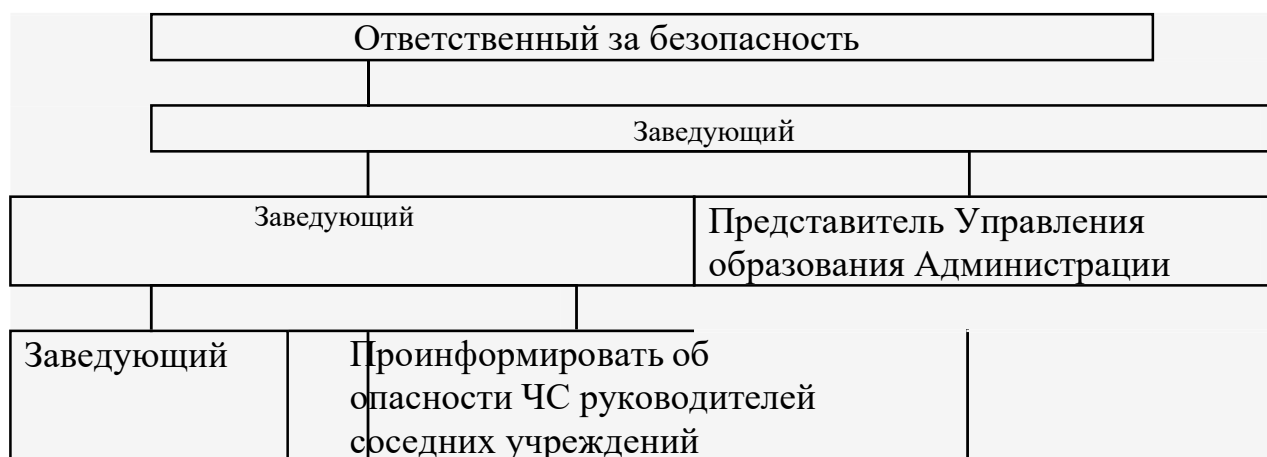 Ответственный за безопасность
Заведующий
Заведующий
Представитель Управления
образования Администрации
Заведующий
Проинформировать об
опасности ЧС руководителей
соседних учреждений